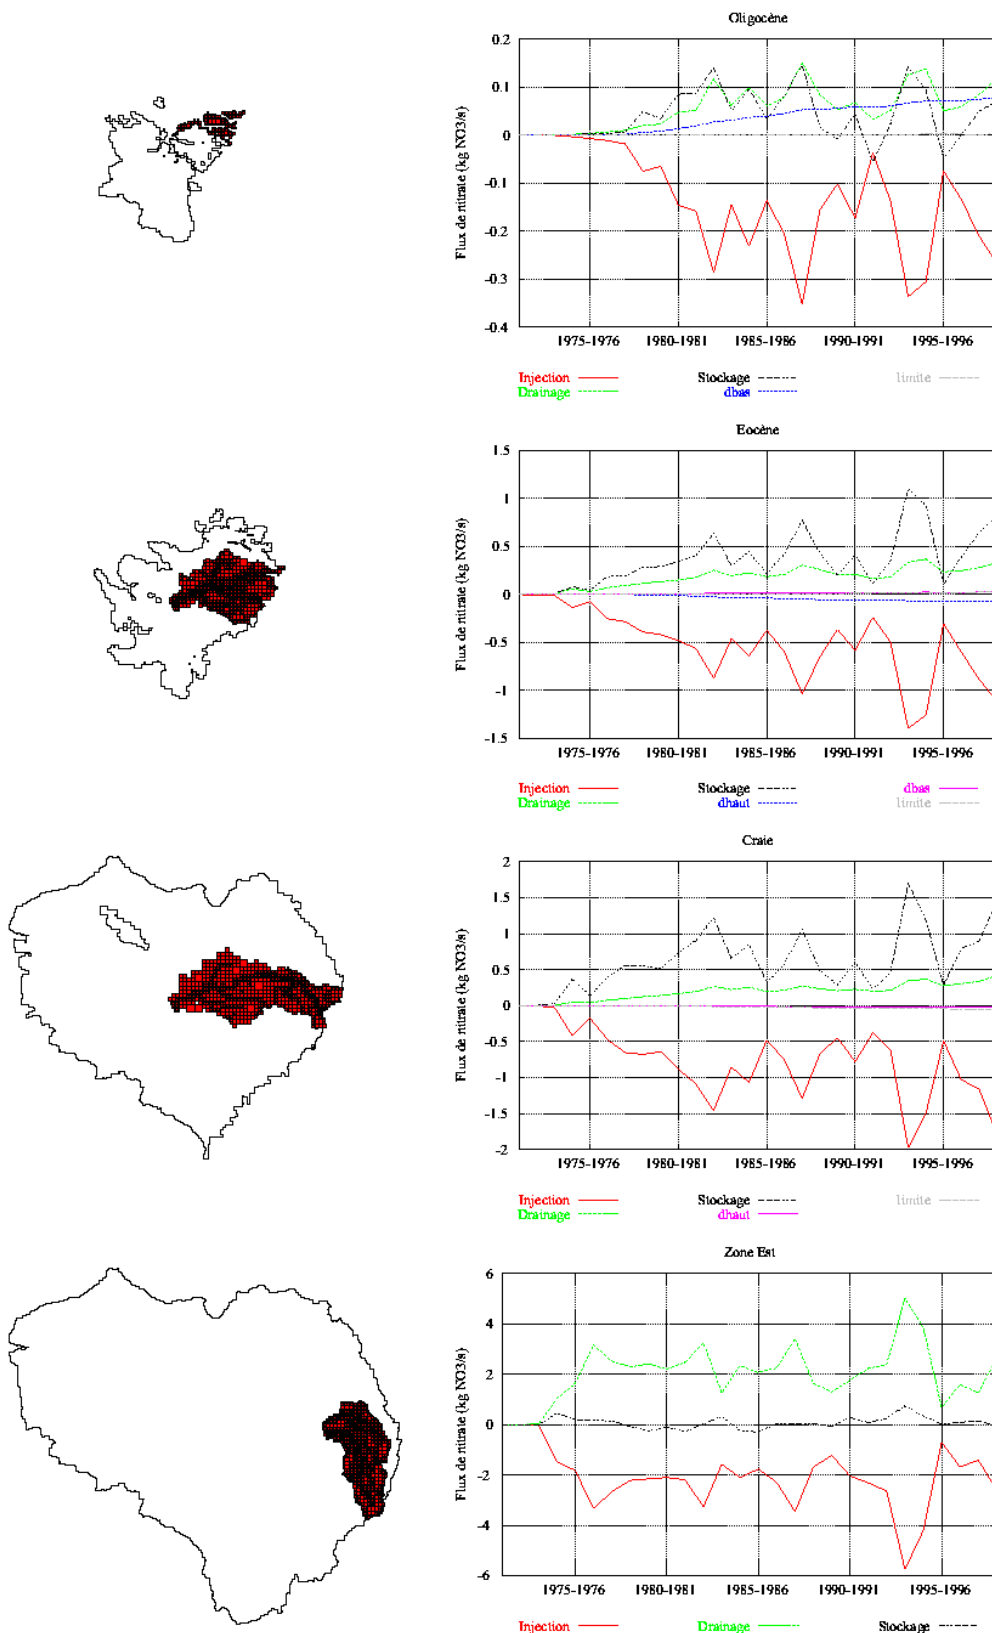 Oligocène
0.2
0.1
0
-0.1
-0.2
-0.3
-0.4
Flux de nitrate (kg NO3/s)
1975-1976 1980-1981 1985-1986 1990-1991 1995-1996
Injection Stockage limite
Drainage dbas
Eocène
1.5
1
0.5
0
-0.5
-1
-1.5
Flux de nitrate (kg NO3/s)
1975-1976 1980-1981 1985-1986 1990-1991 1995-1996
Injection Stockage dbas
Drainage dhaut limite
Craie
2
1.5
1
0.5
0
-0.5
-1
-1.5
-2
Flux de nitrate (kg NO3/s)
1975-1976 1980-1981 1985-1986 1990-1991 1995-1996
Injection Stockage limite
Drainage dhaut
Zone Est
6
4
2
0
-2
-4
-6
Flux de nitrate (kg NO3/s)
1975-1976 1980-1981 1985-1986 1990-1991 1995-1996
Injection Drainage Stockage